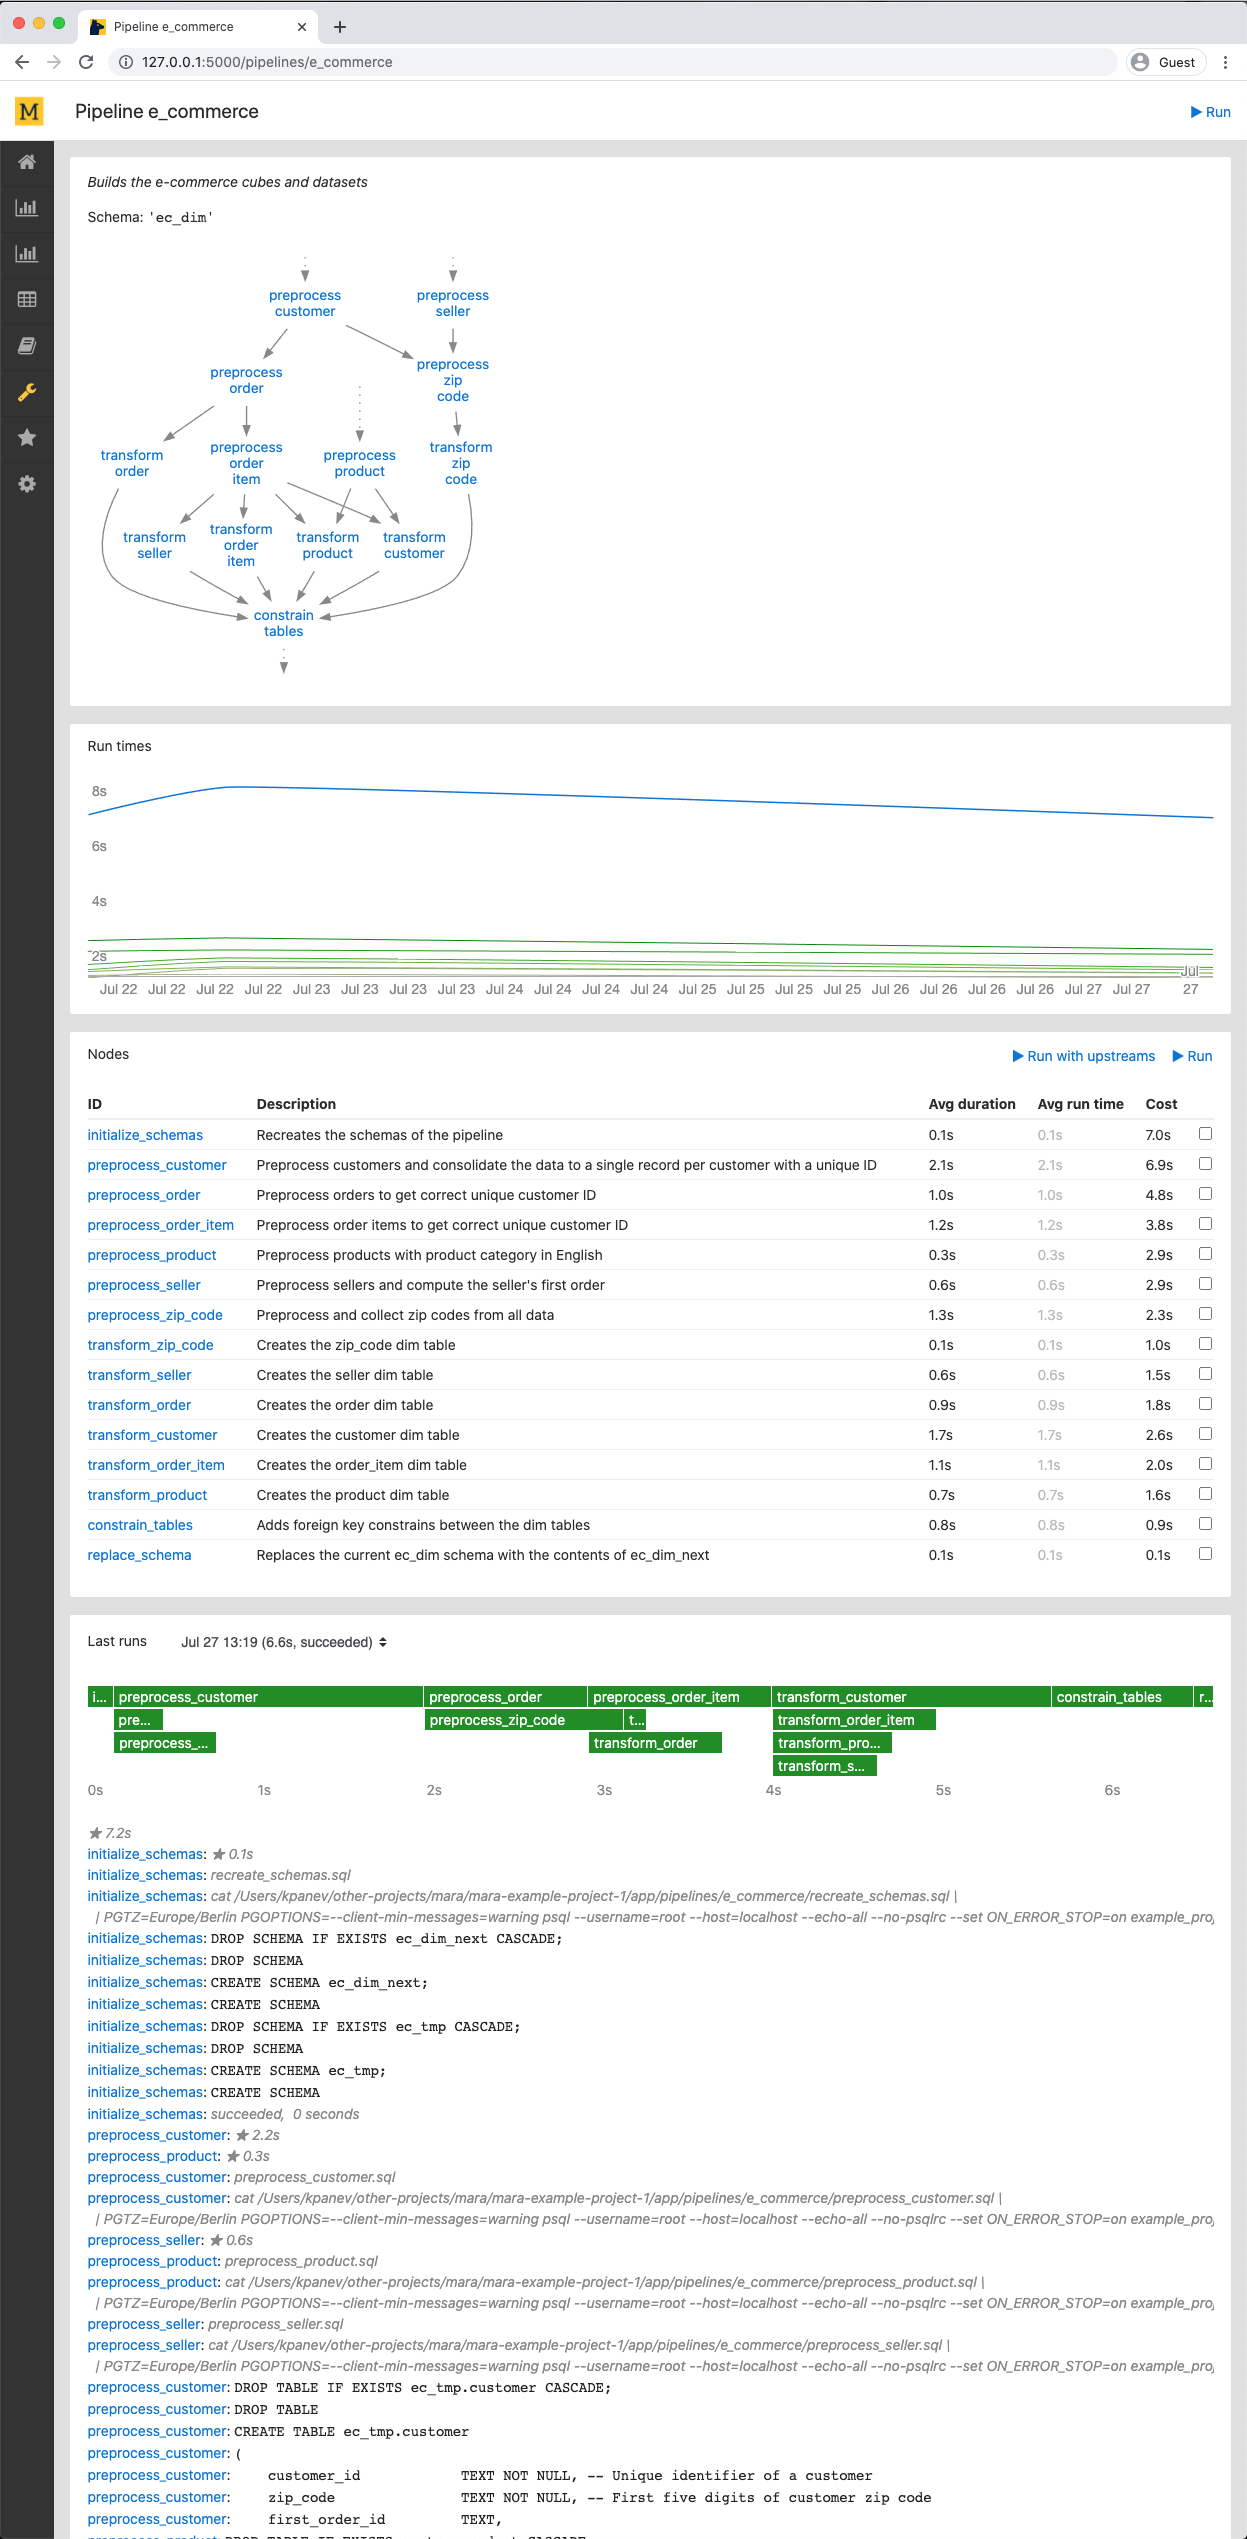 Pipeline e_commerce
127.0.0.1:5000/pipelines/e_commerce
Guest
M
Pipeline e_commerce
Run
Builds the e-commerce cubes and datasets
Schema: 'ec_dim'
preprocess customer
preprocess seller
preprocess order
preprocess zip code
transform order
preprocess order item
preprocess product
transform zip code
transform seller
transform order item
transform product
transform customer
constrain tables
Run times
8s
6s
4s
2s
Jul 22 Jul 22 Jul 22 Jul 22 Jul 23 Jul 23 Jul 23 Jul 23 Jul 24 Jul 24 Jul 24 Jul 24 Jul 25 Jul 25 Jul 25 Jul 25 Jul 26 Jul 26 Jul 26 Jul 26 Jul 27 Jul 27 Jul 27
Nodes
Run with upstreams Run
ID Description Avg duration Avg run time Cost
initialize_schemas Recreates the schemas of the pipeline 0.1s 0.1s 7.0s
preprocess_customer Preprocess customers and consolidate the data to a single record per customer with a unique ID 2.1s 2.1s 6.9s
preprocess_order Preprocess orders to get correct unique customer ID 1.0s 1.0s 4.8s
preprocess_order_item Preprocess order items to get correct unique customer ID 1.2s 1.2s 3.8s
preprocess_product Preprocess products with product category in English 0.3s 0.3s 2.9s
preprocess_seller Preprocess sellers and compute the seller's first order 0.6s 0.6s 2.9s
preprocess_zip_code Preprocess and collect zip codes from all data 1.3s 1.3s 2.3s
transform_zip_code Creates the zip_code dim table 0.1s 0.1s 1.0s
transform_seller Creates the seller dim table 0.6s 0.6s 1.5s
transform_order Creates the order dim table 0.9s 0.9s 1.8s
transform_customer Creates the customer dim table 1.7s 1.7s 2.6s
transform_order_item Creates the order_item dim table 1.1s 1.1s 2.0s
transform_product Creates the product dim table 0.7s 0.7s 1.6s
constrain_tables Adds foreign key constrains between the dim tables 0.8s 0.8s 0.9s
replace_schema Replaces the current ec_dim schema with the contents of ec_dim_next 0.1s 0.1s 0.1s
Last runs Jul 27 13:19 (6.6s, succeeded)
i... preprocess_customer preprocess_order preprocess_order_item transform_customer constrain_tables r...
pre... preprocess_zip_code t... transform_order_item
preprocess_... transform_order transform_pro...
transform_s...
0s 1s 2s 3s 4s 5s 6s
★ 7.2s
initialize_schemas: ★ 0.1s
initialize_schemas: recreate_schemas.sql
initialize_schemas: cat /Users/kpanev/other-projects/mara/mara-example-project-1/app/pipelines/e_commerce/recreate_schemas.sql \
| PGTZ=Europe/Berlin PGOPTIONS=--client-min-messages=warning psql --username=root --host=localhost --echo-all --no-psqlrc --set ON_ERROR_STOP=on example_proj
initialize_schemas: DROP SCHEMA IF EXISTS ec_dim_next CASCADE;
initialize_schemas: DROP SCHEMA
initialize_schemas: CREATE SCHEMA ec_dim_next;
initialize_schemas: CREATE SCHEMA
initialize_schemas: DROP SCHEMA IF EXISTS ec_tmp CASCADE;
initialize_schemas: DROP SCHEMA
initialize_schemas: CREATE SCHEMA ec_tmp;
initialize_schemas: CREATE SCHEMA
initialize_schemas: succeeded, 0 seconds
preprocess_customer: ★ 2.2s
preprocess_product: ★ 0.3s
preprocess_customer: preprocess_customer.sql
preprocess_customer: cat /Users/kpanev/other-projects/mara/mara-example-project-1/app/pipelines/e_commerce/preprocess_customer.sql \
| PGTZ=Europe/Berlin PGOPTIONS=--client-min-messages=warning psql --username=root --host=localhost --echo-all --no-psqlrc --set ON_ERROR_STOP=on example_proj
preprocess_seller: ★ 0.6s
preprocess_product: preprocess_product.sql
preprocess_product: cat /Users/kpanev/other-projects/mara/mara-example-project-1/app/pipelines/e_commerce/preprocess_product.sql \
| PGTZ=Europe/Berlin PGOPTIONS=--client-min-messages=warning psql --username=root --host=localhost --echo-all --no-psqlrc --set ON_ERROR_STOP=on example_proj
preprocess_seller: preprocess_seller.sql
preprocess_seller: cat /Users/kpanev/other-projects/mara/mara-example-project-1/app/pipelines/e_commerce/preprocess_seller.sql \
| PGTZ=Europe/Berlin PGOPTIONS=--client-min-messages=warning psql --username=root --host=localhost --echo-all --no-psqlrc --set ON_ERROR_STOP=on example_proj
preprocess_customer: DROP TABLE IF EXISTS ec_tmp.customer CASCADE;
preprocess_customer: DROP TABLE
preprocess_customer: CREATE TABLE ec_tmp.customer
preprocess_customer: (
preprocess_customer: customer_id TEXT NOT NULL, -- Unique identifier of a customer
preprocess_customer: zip_code TEXT NOT NULL, -- First five digits of customer zip code
preprocess_customer: first_order_id TEXT,